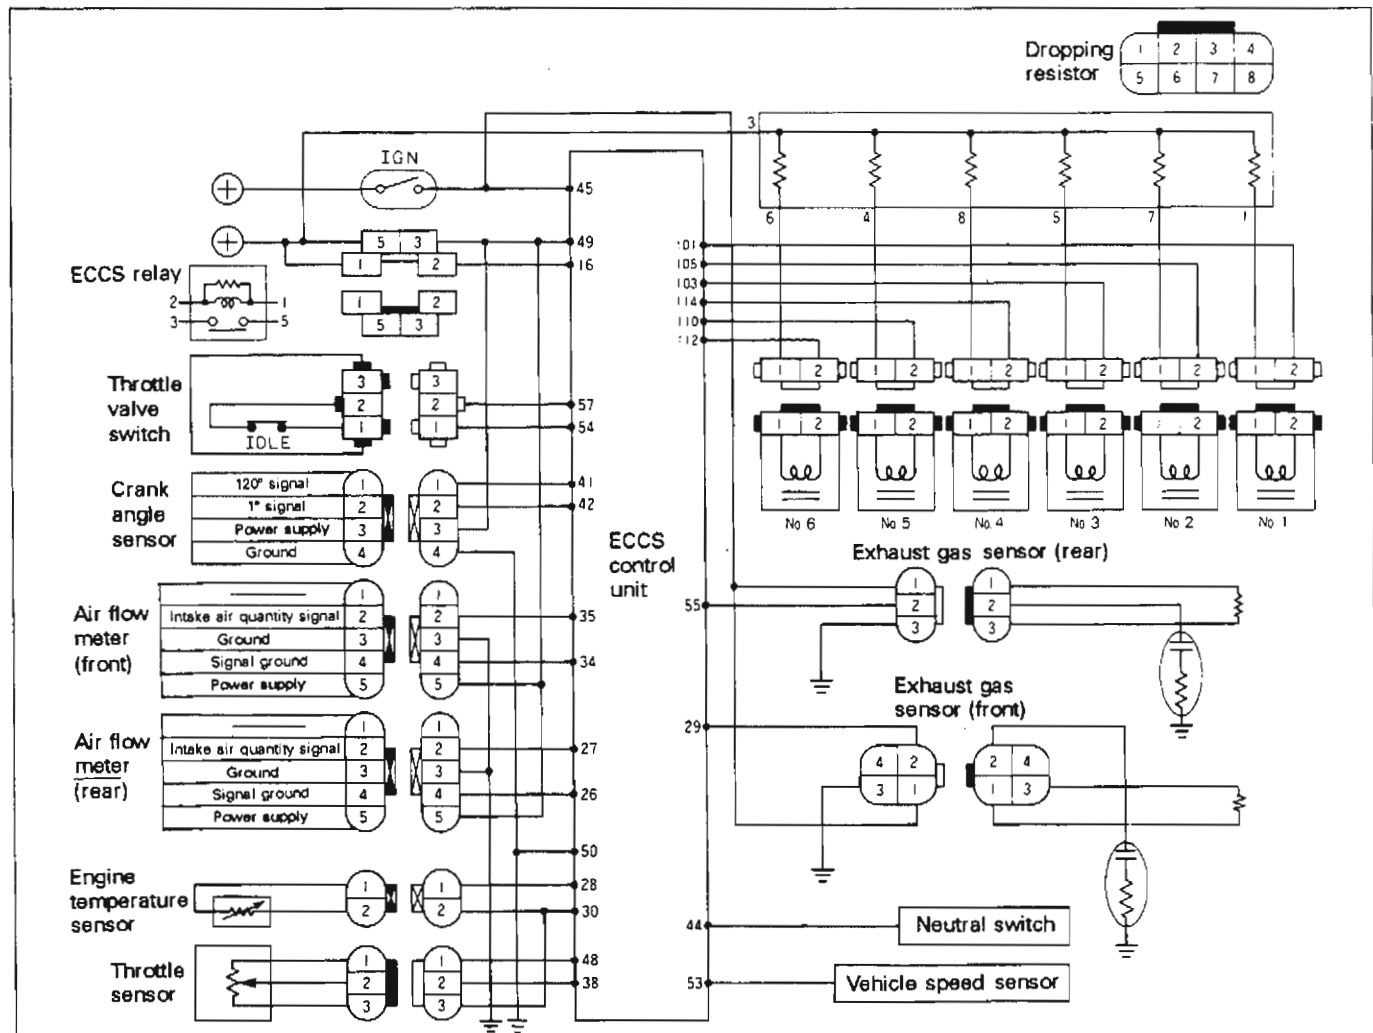 Dropping
resistor
1 2 3 4
5 6 7 8
3
IGN
45
6 4 8 5 7 1
49
5 3
1 2
16
101
105
103
114
110
112
ECCS relay
2 1
3 5
1 2
5 3
Throttle
valve
switch
IDLE
3 3
2 2
1 1
57
54
1 2 1 2 1 2 1 2 1 2 1 2
1 2 1 2 1 2 1 2 1 2 1 2
No 6 No 5 No 4 No 3 No 2 No 1
Crank
angle
sensor
120° signal 1 1 41
1° signal 2 2 42
Power supply 3 3
Ground 4 4
ECCS
control
unit
Exhaust gas sensor (rear)
55
1 1
2 2
3 3
Air flow
meter
(front)
1 1
Intake air quantity signal 2 2 35
Ground 3 3
Signal ground 4 4 34
Power supply 5 5
Exhaust gas
sensor (front)
29
4 2 2 4
3 1 1 3
Air flow
meter
(rear)
1 1
Intake air quantity signal 2 2 27
Ground 3 3
Signal ground 4 4 26
Power supply 5 5
50
Engine
temperature
sensor
1 1 28
2 2 30
44 Neutral switch
Throttle
sensor
1 1 48
2 2 38
3 3
53 Vehicle speed sensor